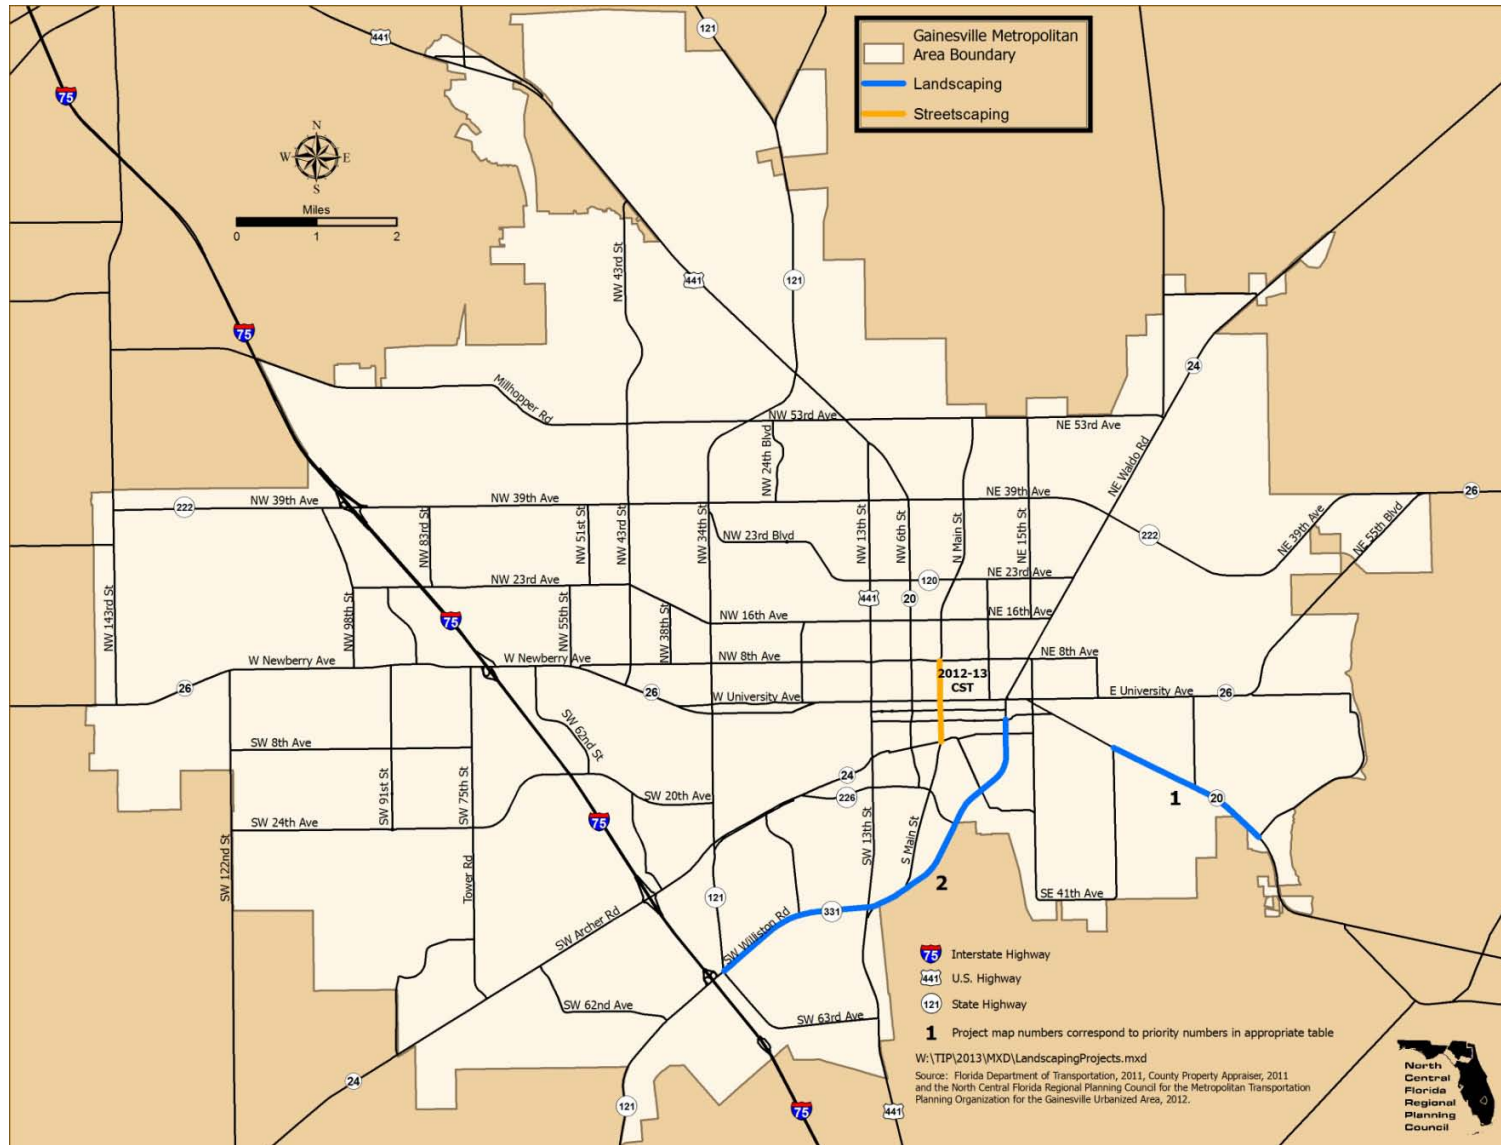 441
121
75
Gainesville Metropolitan
Area Boundary
Landscaping
Streetscaping
N
W
E
S
Miles
0
1
2
NW 43rd St
441
121
75
24
Millhopper Rd
NW 53rd Ave
NE 53rd Ave
NW 24th Blvd
NE Waldo Rd
222
NW 39th Ave
NW 39th Ave
NE 39th Ave
26
NW 83rd St
NW 51st St
NW 43rd St
NW 34th St
NW 23rd Blvd
NW 13th St
NW 6th St
N Main St
NE 15th St
222
NE 39th Ave
NE 55th Blvd
NW 143rd St
NW 98th St
NW 23rd Ave
120
NE 23rd Ave
75
NW 55th St
NW 38th St
441
20
NW 16th Ave
NE 16th Ave
W Newberry Ave
W Newberry Ave
NW 8th Ave
NE 8th Ave
26
26
W University Ave
2012-13
CST
E University Ave
26
SW 8th Ave
SW 62nd St
SW 91st St
SW 75th St
24
226
SW 20th Ave
1
20
SW 24th Ave
75
SW 122nd St
Tower Rd
SW 13th St
S Main St
2
121
331
SE 41th Ave
SW Archer Rd
SW Williston Rd
SW 62nd Ave
SW 63rd Ave
24
121
75
441
75 Interstate Highway
441 U.S. Highway
121 State Highway
1 Project map numbers correspond to priority numbers in appropriate table
W:\TIP\2013\MXD\LandscapingProjects.mxd
Source: Florida Department of Transportation, 2011, County Property Appraiser, 2011
and the North Central Florida Regional Planning Council for the Metropolitan Transportation
Planning Organization for the Gainesville Urbanized Area, 2012.
North
Central
Florida
Regional
Planning
Council